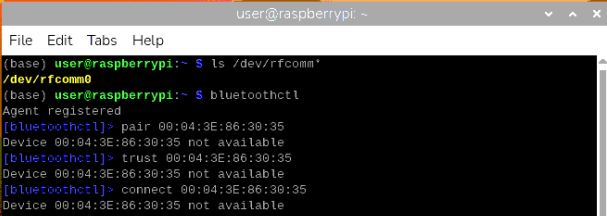 user@raspberrypi: ~
File Edit Tabs Help
(base) user@raspberrypi:~ $ ls /dev/rfcomm*
/dev/rfcomm0
(base) user@raspberrypi:~ $ bluetoothctl
Agent registered
[bluetoothctl]> pair 00:04:3E:86:30:35
Device 00:04:3E:86:30:35 not available
[bluetoothctl]> trust 00:04:3E:86:30:35
Device 00:04:3E:86:30:35 not available
[bluetoothctl]> connect 00:04:3E:86:30:35
Device 00:04:3E:86:30:35 not available